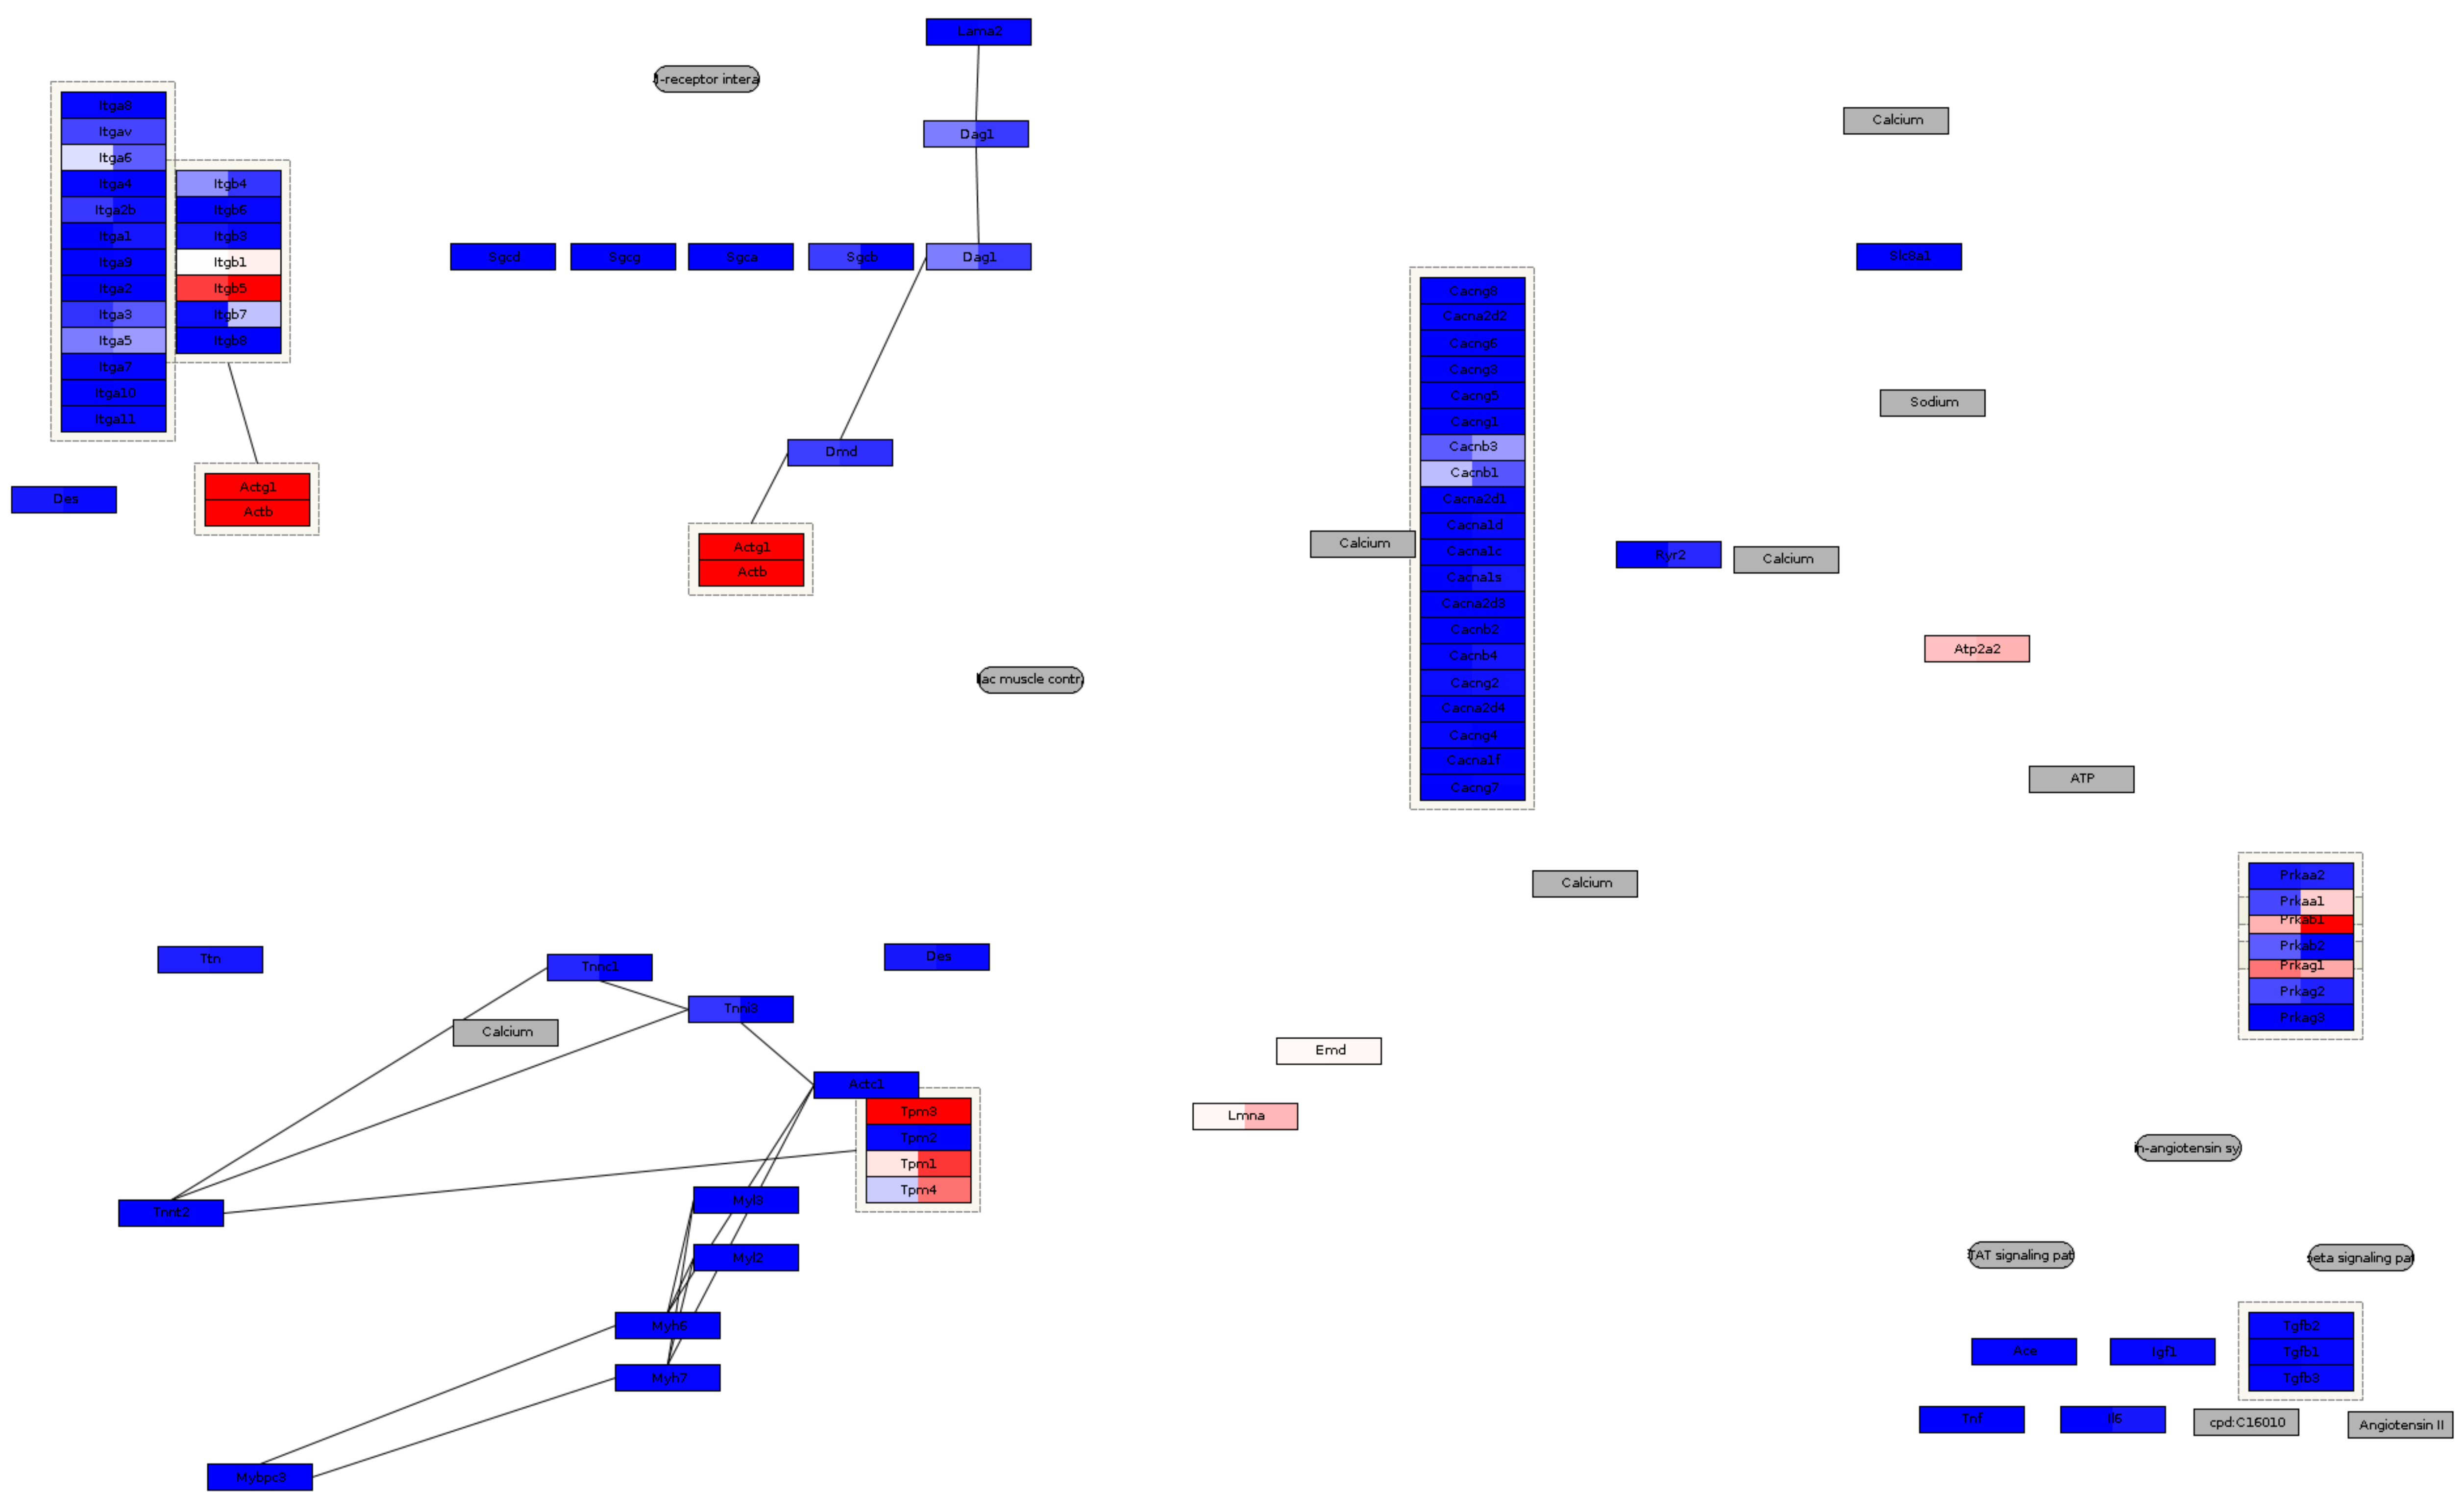 Lama2
I-receptor intera
Itga8
Itgav
Itga6
Itga4
Itga2b
Itga1
Itga9
Itga2
Itga3
Itga5
Itga7
Itga10
Itga11
Itgb4
Itgb6
Itgb3
Itgb1
Itgb5
Itgb7
Itgb8
Dag1
Calcium
Sgcd
Sgcg
Sgca
Sgcb
Dag1
Slc8a1
Cacng8
Cacna2d2
Cacng6
Cacng3
Cacng5
Cacng1
Cacnb3
Cacnb1
Cacna2d1
Cacna1d
Cacna1c
Cacna1s
Cacna2d3
Cacnb2
Cacnb4
Cacng2
Cacna2d4
Cacng4
Cacna1f
Cacng7
Sodium
Dmd
Des
Actg1
Actb
Actg1
Actb
Calcium
Ryr2
Calcium
Atp2a2
ac muscle contr
ATP
Calcium
Prkaa2
Prkaa1
Prkab1
Prkab2
Prkag1
Prkag2
Prkag3
Ttn
Tnnc1
Des
Tnni3
Calcium
Emd
Actc1
Tpm3
Tpm2
Tpm1
Tpm4
Lmna
in-angiotensin sy
Tnnt2
Myl3
Myl2
TAT signaling pat
beta signaling pat
Myh6
Myh7
Tgfb2
Tgfb1
Tgfb3
Ace
Igf1
Tnf
Il6
cpd:C16010
Angiotensin II
Mybpc3